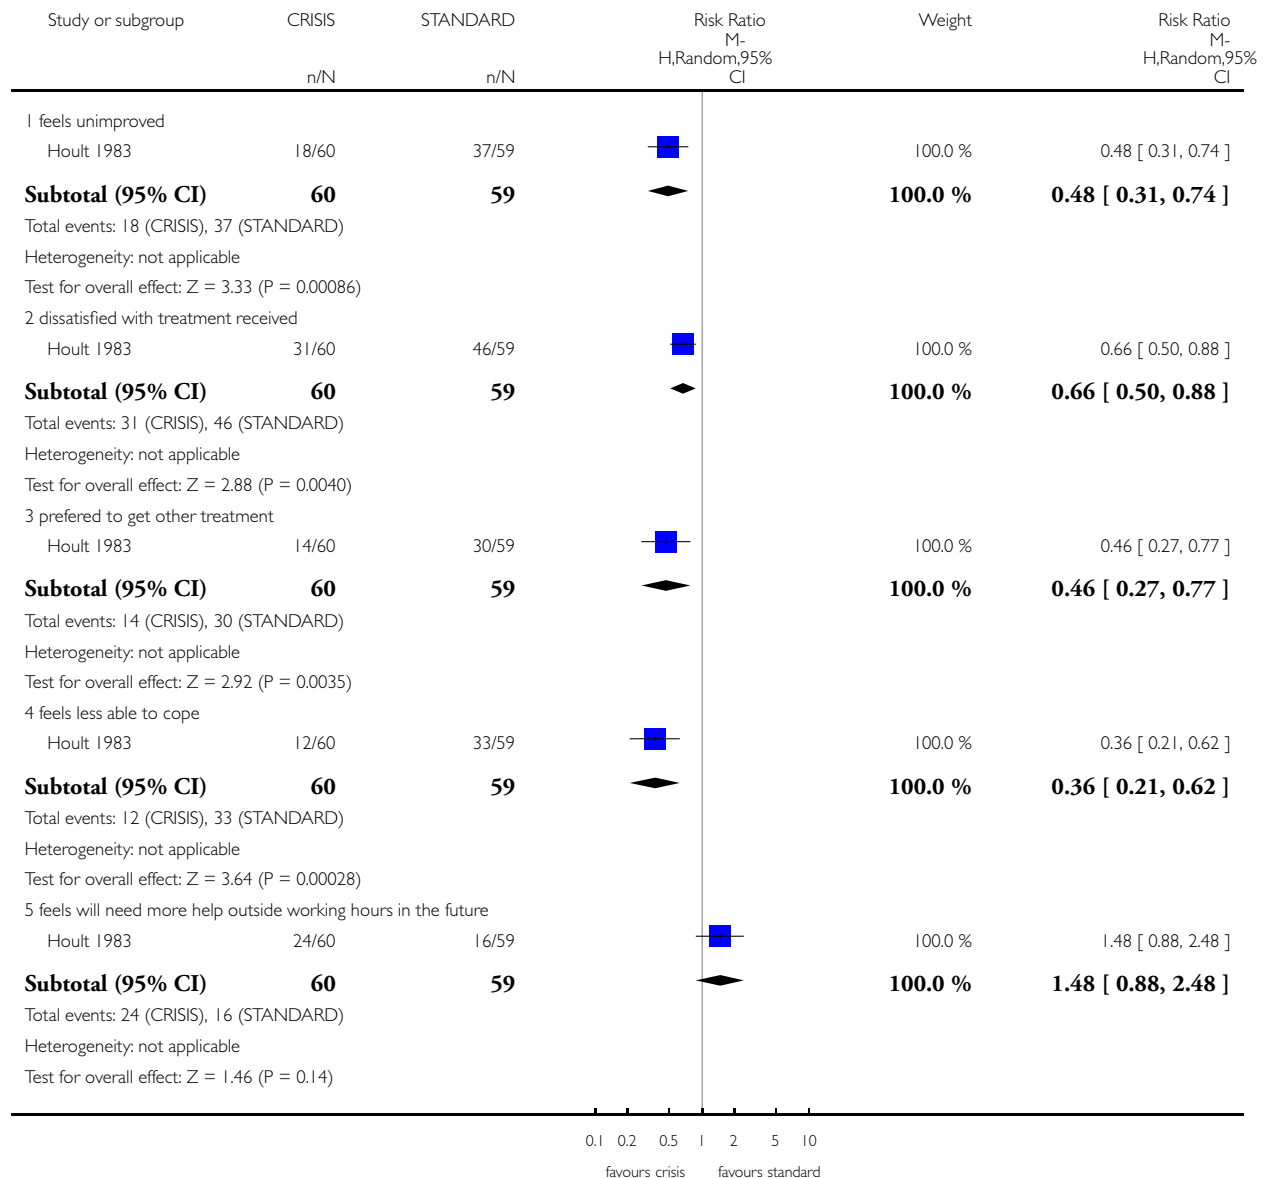 Study or subgroup CRISIS STANDARD Risk Ratio Weight Risk Ratio
M- M-
H,Random,95% H,Random,95%
n/N n/N CI CI
1 feels unimproved
Hoult 1983 18/60 37/59 100.0 % 0.48 [ 0.31, 0.74 ]
Subtotal (95% CI) 60 59 100.0 % 0.48 [ 0.31, 0.74 ]
Total events: 18 (CRISIS), 37 (STANDARD)
Heterogeneity: not applicable
Test for overall effect: Z = 3.33 (P = 0.00086)
2 dissatisfied with treatment received
Hoult 1983 31/60 46/59 100.0 % 0.66 [ 0.50, 0.88 ]
Subtotal (95% CI) 60 59 100.0 % 0.66 [ 0.50, 0.88 ]
Total events: 31 (CRISIS), 46 (STANDARD)
Heterogeneity: not applicable
Test for overall effect: Z = 2.88 (P = 0.0040)
3 prefered to get other treatment
Hoult 1983 14/60 30/59 100.0 % 0.46 [ 0.27, 0.77 ]
Subtotal (95% CI) 60 59 100.0 % 0.46 [ 0.27, 0.77 ]
Total events: 14 (CRISIS), 30 (STANDARD)
Heterogeneity: not applicable
Test for overall effect: Z = 2.92 (P = 0.0035)
4 feels less able to cope
Hoult 1983 12/60 33/59 100.0 % 0.36 [ 0.21, 0.62 ]
Subtotal (95% CI) 60 59 100.0 % 0.36 [ 0.21, 0.62 ]
Total events: 12 (CRISIS), 33 (STANDARD)
Heterogeneity: not applicable
Test for overall effect: Z = 3.64 (P = 0.00028)
5 feels will need more help outside working hours in the future
Hoult 1983 24/60 16/59 100.0 % 1.48 [ 0.88, 2.48 ]
Subtotal (95% CI) 60 59 100.0 % 1.48 [ 0.88, 2.48 ]
Total events: 24 (CRISIS), 16 (STANDARD)
Heterogeneity: not applicable
Test for overall effect: Z = 1.46 (P = 0.14)
0.1 0.2 0.5 1 2 5 10
favours crisis favours standard